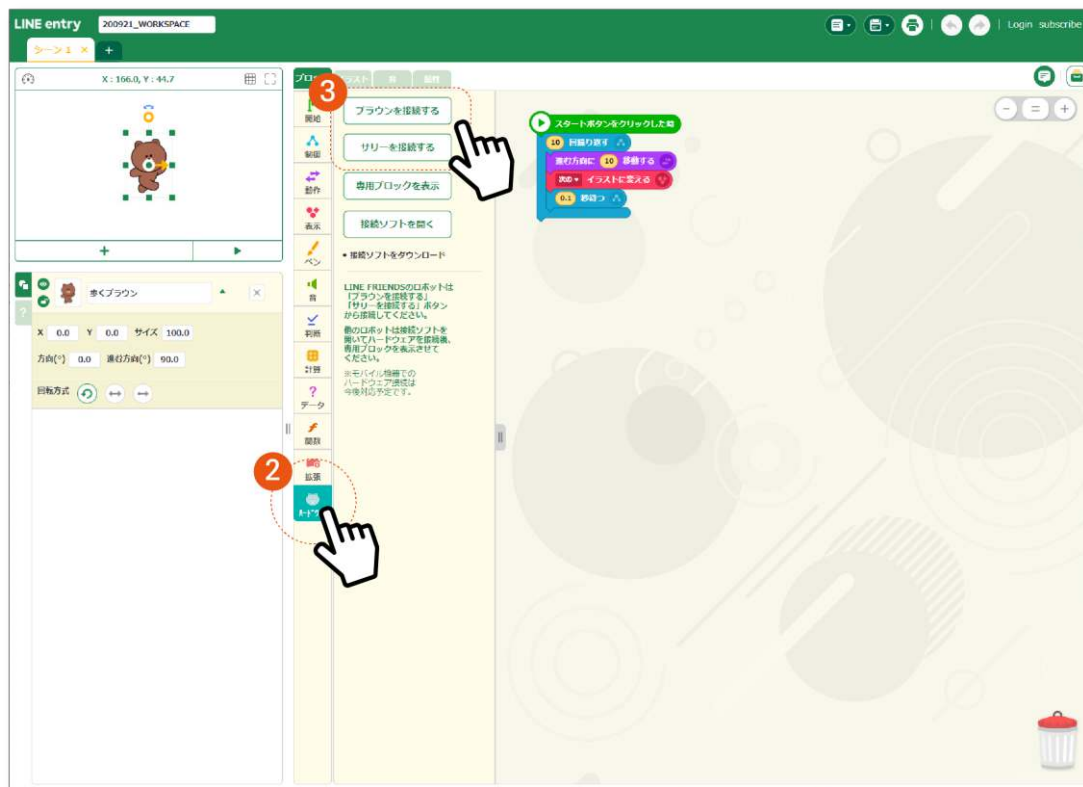 LINE entry
200921_WORKSPACE
Login
subscribe
シーン 1 ×
+
X : 166.0, Y : 44.7
3
ブラウンを接続する
サリーを接続する
専用ブロックを表示
接続ソフトを開く
• 接続ソフトをダウンロード
LINE FRIENDSのロボットは
「ブラウンを接続する」
「サリーを接続する」ボタン
から接続してください。
他のロボットは接続ソフトを
開いてハードウェアを接続後、
専用ブロックを表示させて
ください。
※モバイル機器での
ハードウェア接続は
今後対応予定です。
開始
制御
動作
表示
ペン
音
判断
計算
?
データ
関数
2
拡張
スタートボタンをクリックした時
10 回繰り返す
進む方向に 10 移動する
次の イラストに変える
0.1 秒待つ
+
歩くブラウン
×
?
X 0.0 Y 0.0 サイズ 100.0
方向(°) 0.0 進む方向(°) 90.0
回転方式